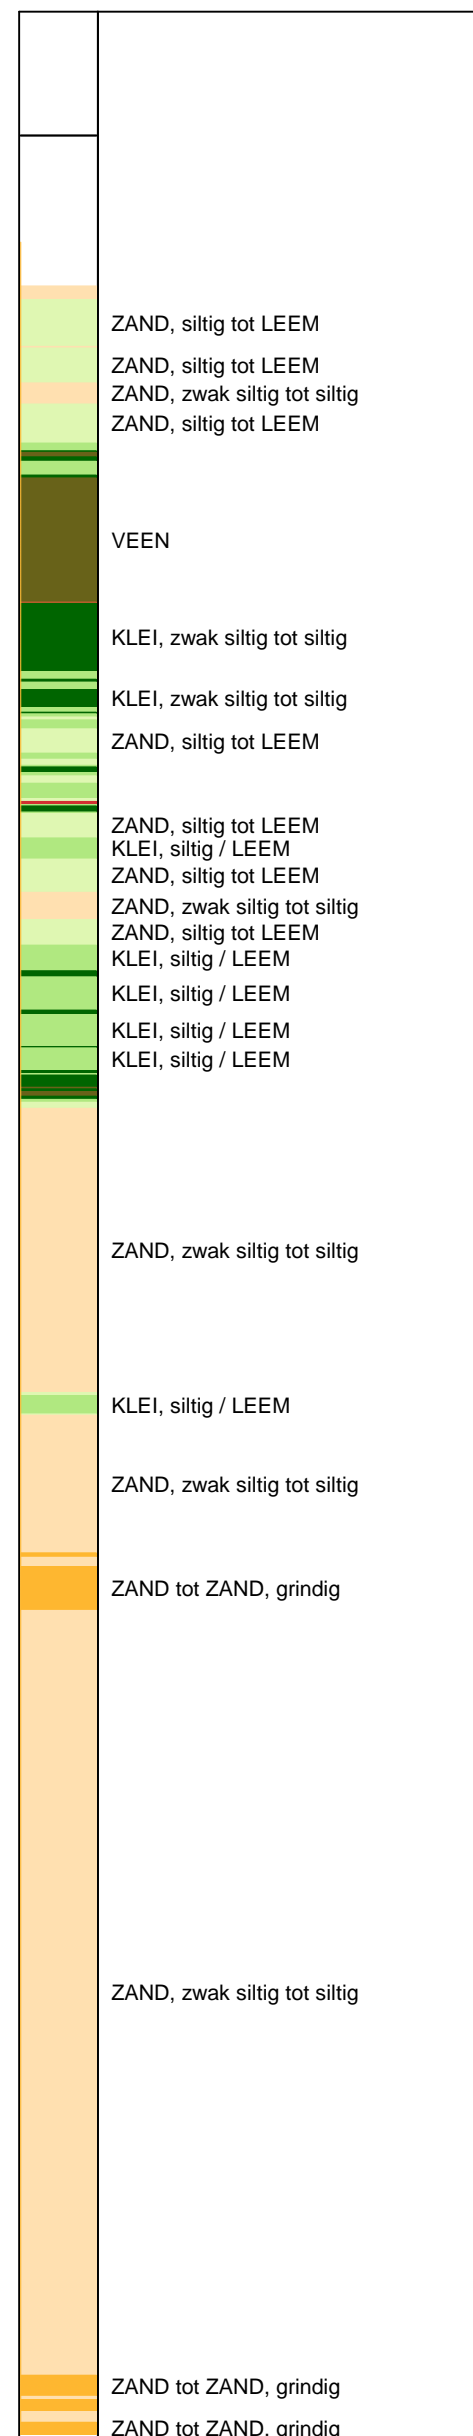 ZAND, siltig tot LEEM
ZAND, siltig tot LEEM
ZAND, zwak siltig tot siltig
ZAND, siltig tot LEEM
VEEN
KLEI, zwak siltig tot siltig
KLEI, zwak siltig tot siltig
ZAND, siltig tot LEEM
ZAND, siltig tot LEEM
KLEI, siltig / LEEM
ZAND, siltig tot LEEM
ZAND, zwak siltig tot siltig
ZAND, siltig tot LEEM
KLEI, siltig / LEEM
KLEI, siltig / LEEM
KLEI, siltig / LEEM
KLEI, siltig / LEEM
ZAND, zwak siltig tot siltig
KLEI, siltig / LEEM
ZAND, zwak siltig tot siltig
ZAND tot ZAND, grindig
ZAND, zwak siltig tot siltig
ZAND tot ZAND, grindig
ZAND tot ZAND, grindig